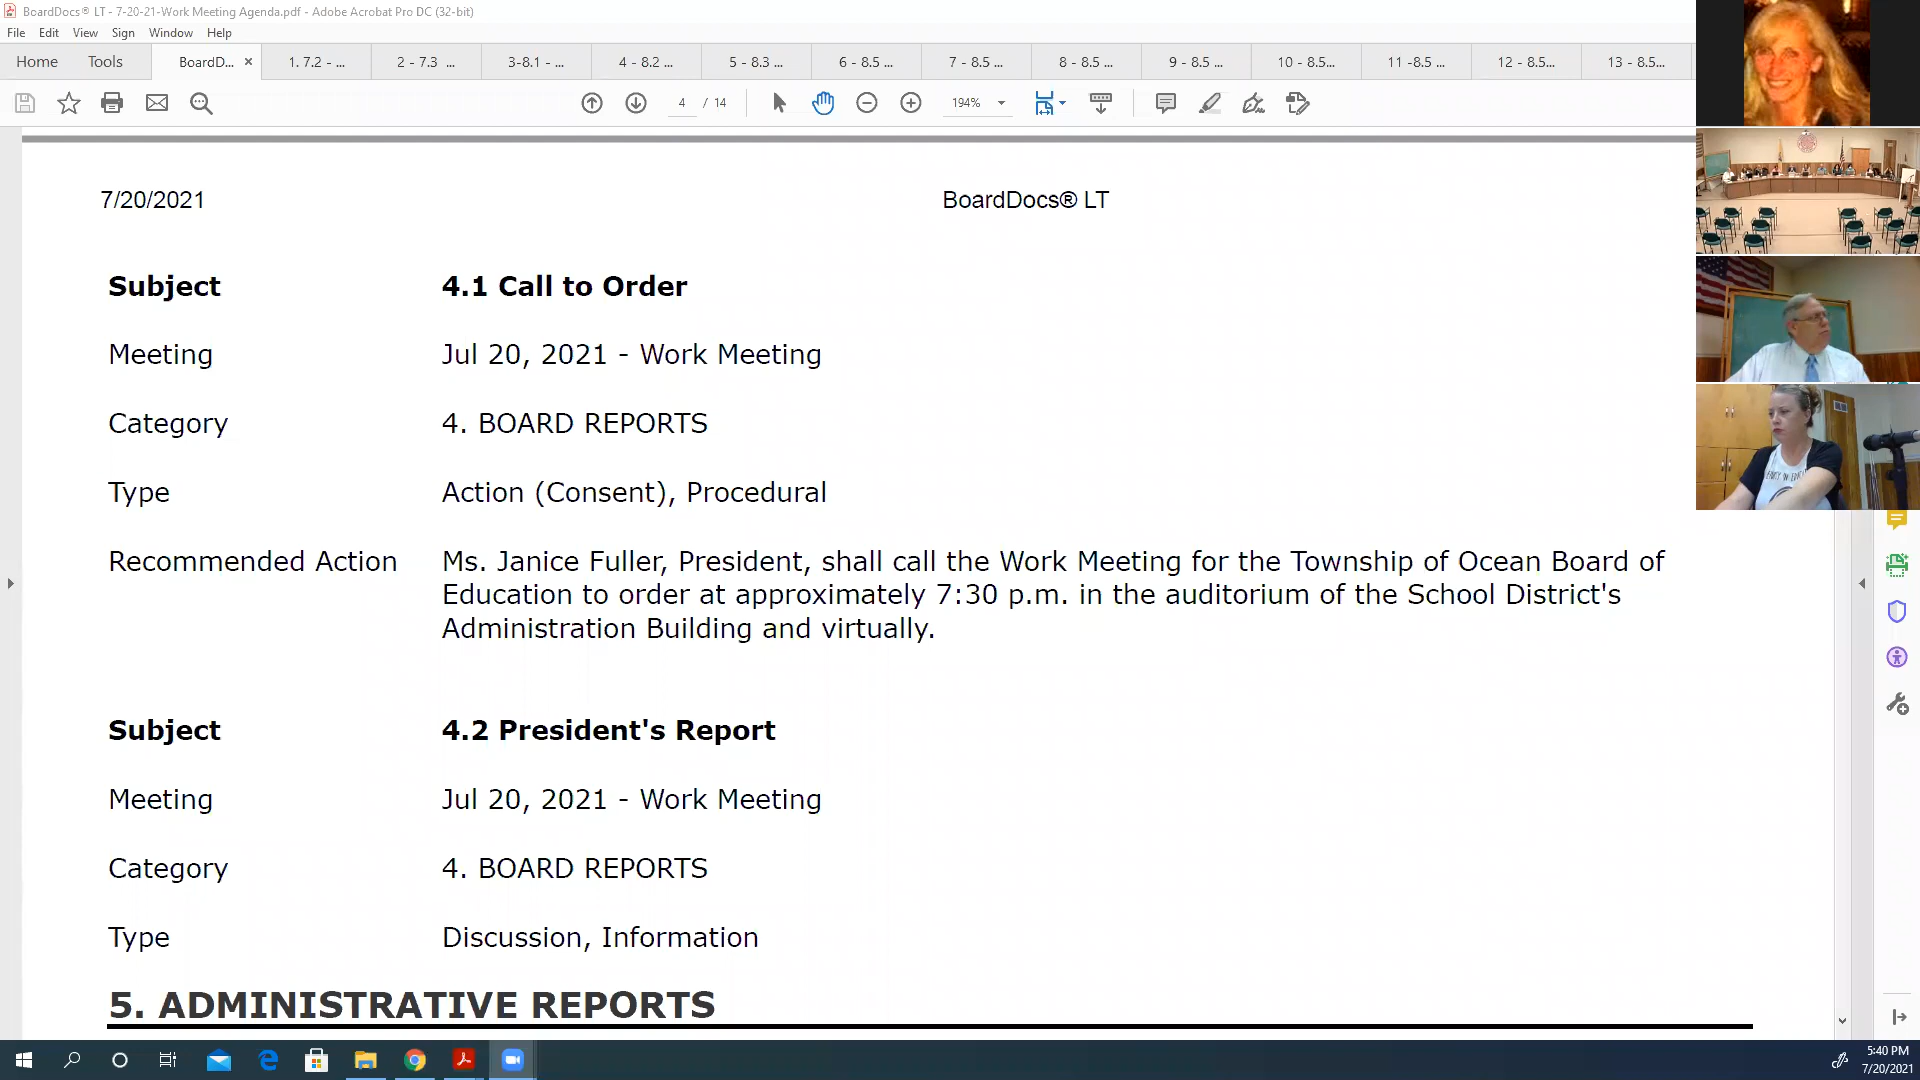 BoardDocs® LT - 7-20-21-Work Meeting Agenda.pdf - Adobe Acrobat Pro DC (32-bit)
File Edit View Sign Window Help
Home Tools BoardD... × 1. 7.2 - ... 2 - 7.3 ... 3-8.1 - ... 4 - 8.2 ... 5 - 8.3 ... 6 - 8.5 ... 7 - 8.5 ... 8 - 8.5 ... 9 - 8.5 ... 10 - 8.5... 11 -8.5 ... 12 - 8.5... 13 - 8.5...
4 / 14 194%
7/20/2021 BoardDocs® LT
Subject 4.1 Call to Order
Meeting Jul 20, 2021 - Work Meeting
Category 4. BOARD REPORTS
Type Action (Consent), Procedural
Recommended Action Ms. Janice Fuller, President, shall call the Work Meeting for the Township of Ocean Board of
Education to order at approximately 7:30 p.m. in the auditorium of the School District's
Administration Building and virtually.
Subject 4.2 President's Report
Meeting Jul 20, 2021 - Work Meeting
Category 4. BOARD REPORTS
Type Discussion, Information
5. ADMINISTRATIVE REPORTS
5:40 PM
7/20/2021